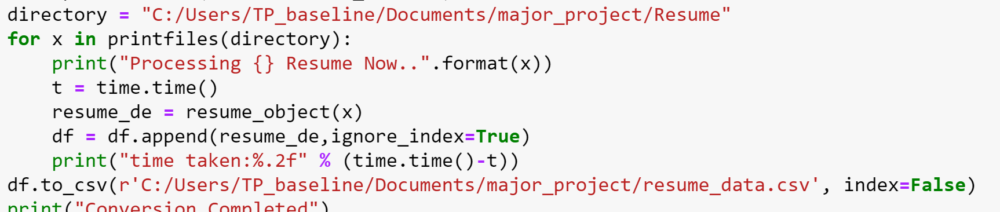 directory = "C:/Users/TP_baseline/Documents/major_project/Resume"
for x in printfiles(directory):
    print("Processing {} Resume Now..".format(x))
    t = time.time()
    resume_de = resume_object(x)
    df = df.append(resume_de,ignore_index=True)
    print("time taken:%.2f" % (time.time()-t))
df.to_csv(r'C:/Users/TP_baseline/Documents/major_project/resume_data.csv', index=False)
print("Conversion Completed")